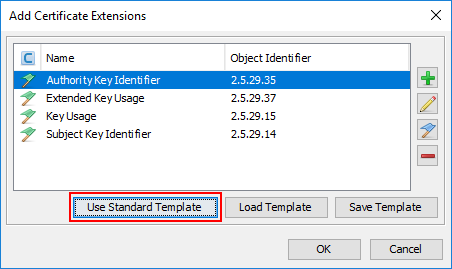 Add Certificate Extensions
C Name Object Identifier
Authority Key Identifier 2.5.29.35
Extended Key Usage 2.5.29.37
Key Usage 2.5.29.15
Subject Key Identifier 2.5.29.14
Use Standard Template Load Template Save Template
OK Cancel